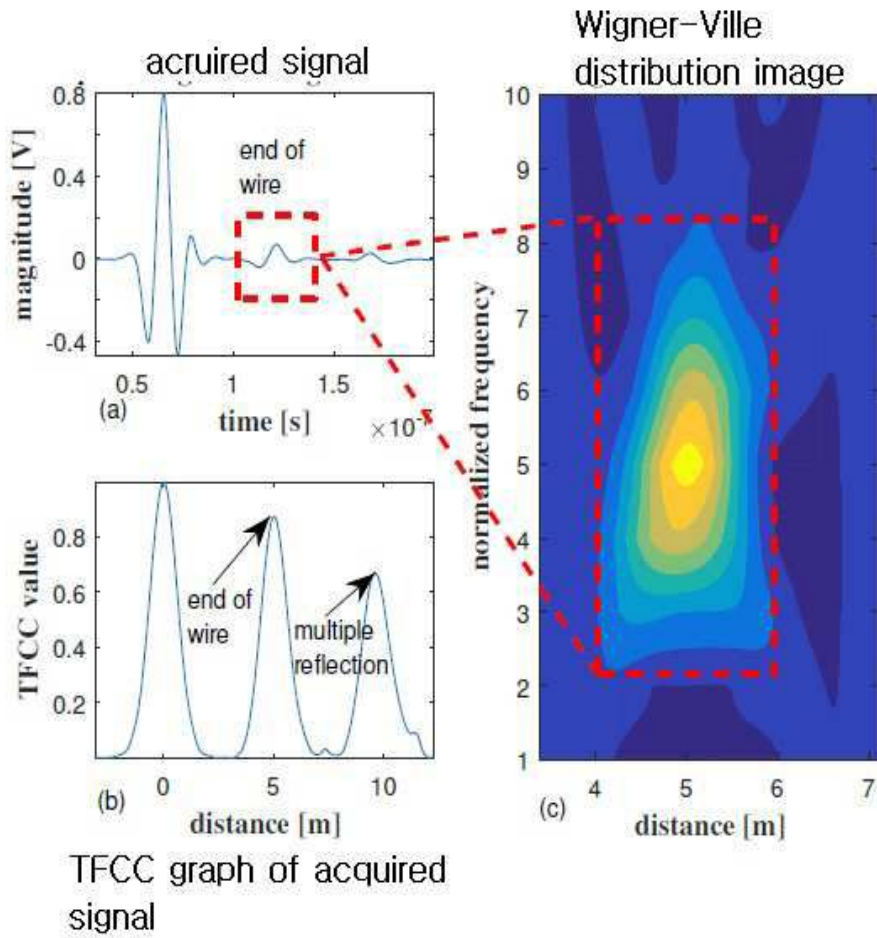 acruired signal
0.8
0.4
0
-0.4
magnitude [V]
end of
wire
0.5
1
1.5
(a)
time [s]
TFCC value
0.8
0.6
0.4
0.2
end of
wire
multiple
reflection
0
5
10
(b)
distance [m]
TFCC graph of acquired
signal
Wigner-Ville
distribution image
10
9
8
7
6
5
4
3
2
1
normalized frequency
4
5
6
7
(c)
distance [m]